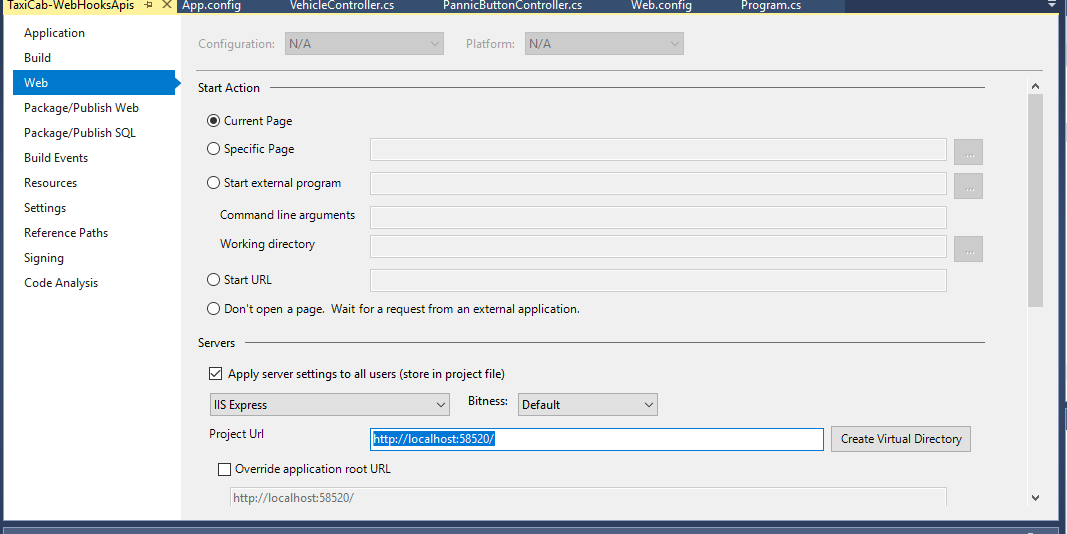 TaxiCab-WebHooksApis App.config VehicleController.cs PannicButtonController.cs Web.config Program.cs
Application
Build
Web
Package/Publish Web
Package/Publish SQL
Build Events
Resources
Settings
Reference Paths
Signing
Code Analysis
Configuration: N/A Platform: N/A
Start Action
Current Page
Specific Page ...
Start external program ...
Command line arguments
Working directory ...
Start URL
Don't open a page. Wait for a request from an external application.
Servers
Apply server settings to all users (store in project file)
IIS Express Bitness: Default
Project Url http://localhost:58520/ Create Virtual Directory
Override application root URL
http://localhost:58520/